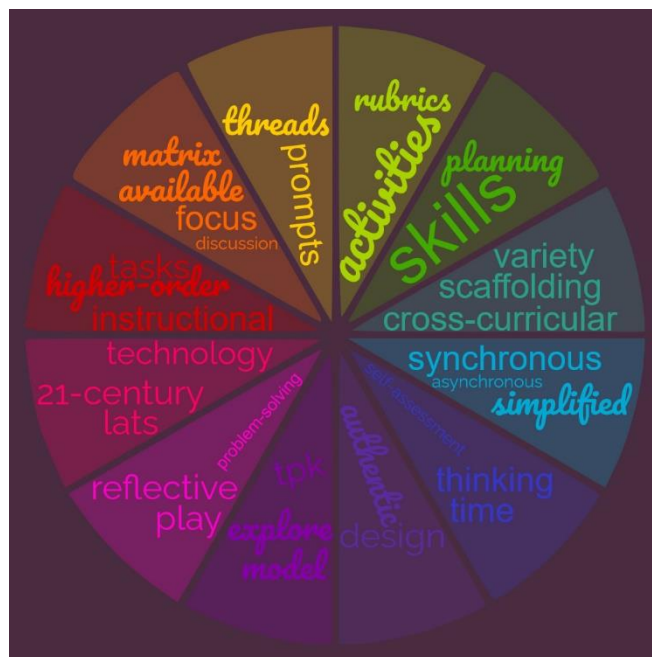 rubrics
activities
planning
skills
variety
scaffolding
cross-curricular
synchronous
asynchronous
simplified
self-assessment
thinking
time
authentic
design
tpk
explore
model
problem-solving
reflective
play
technology
21-century
lats
tasks
higher-order
instructional
matrix
available
focus
discussion
threads
prompts